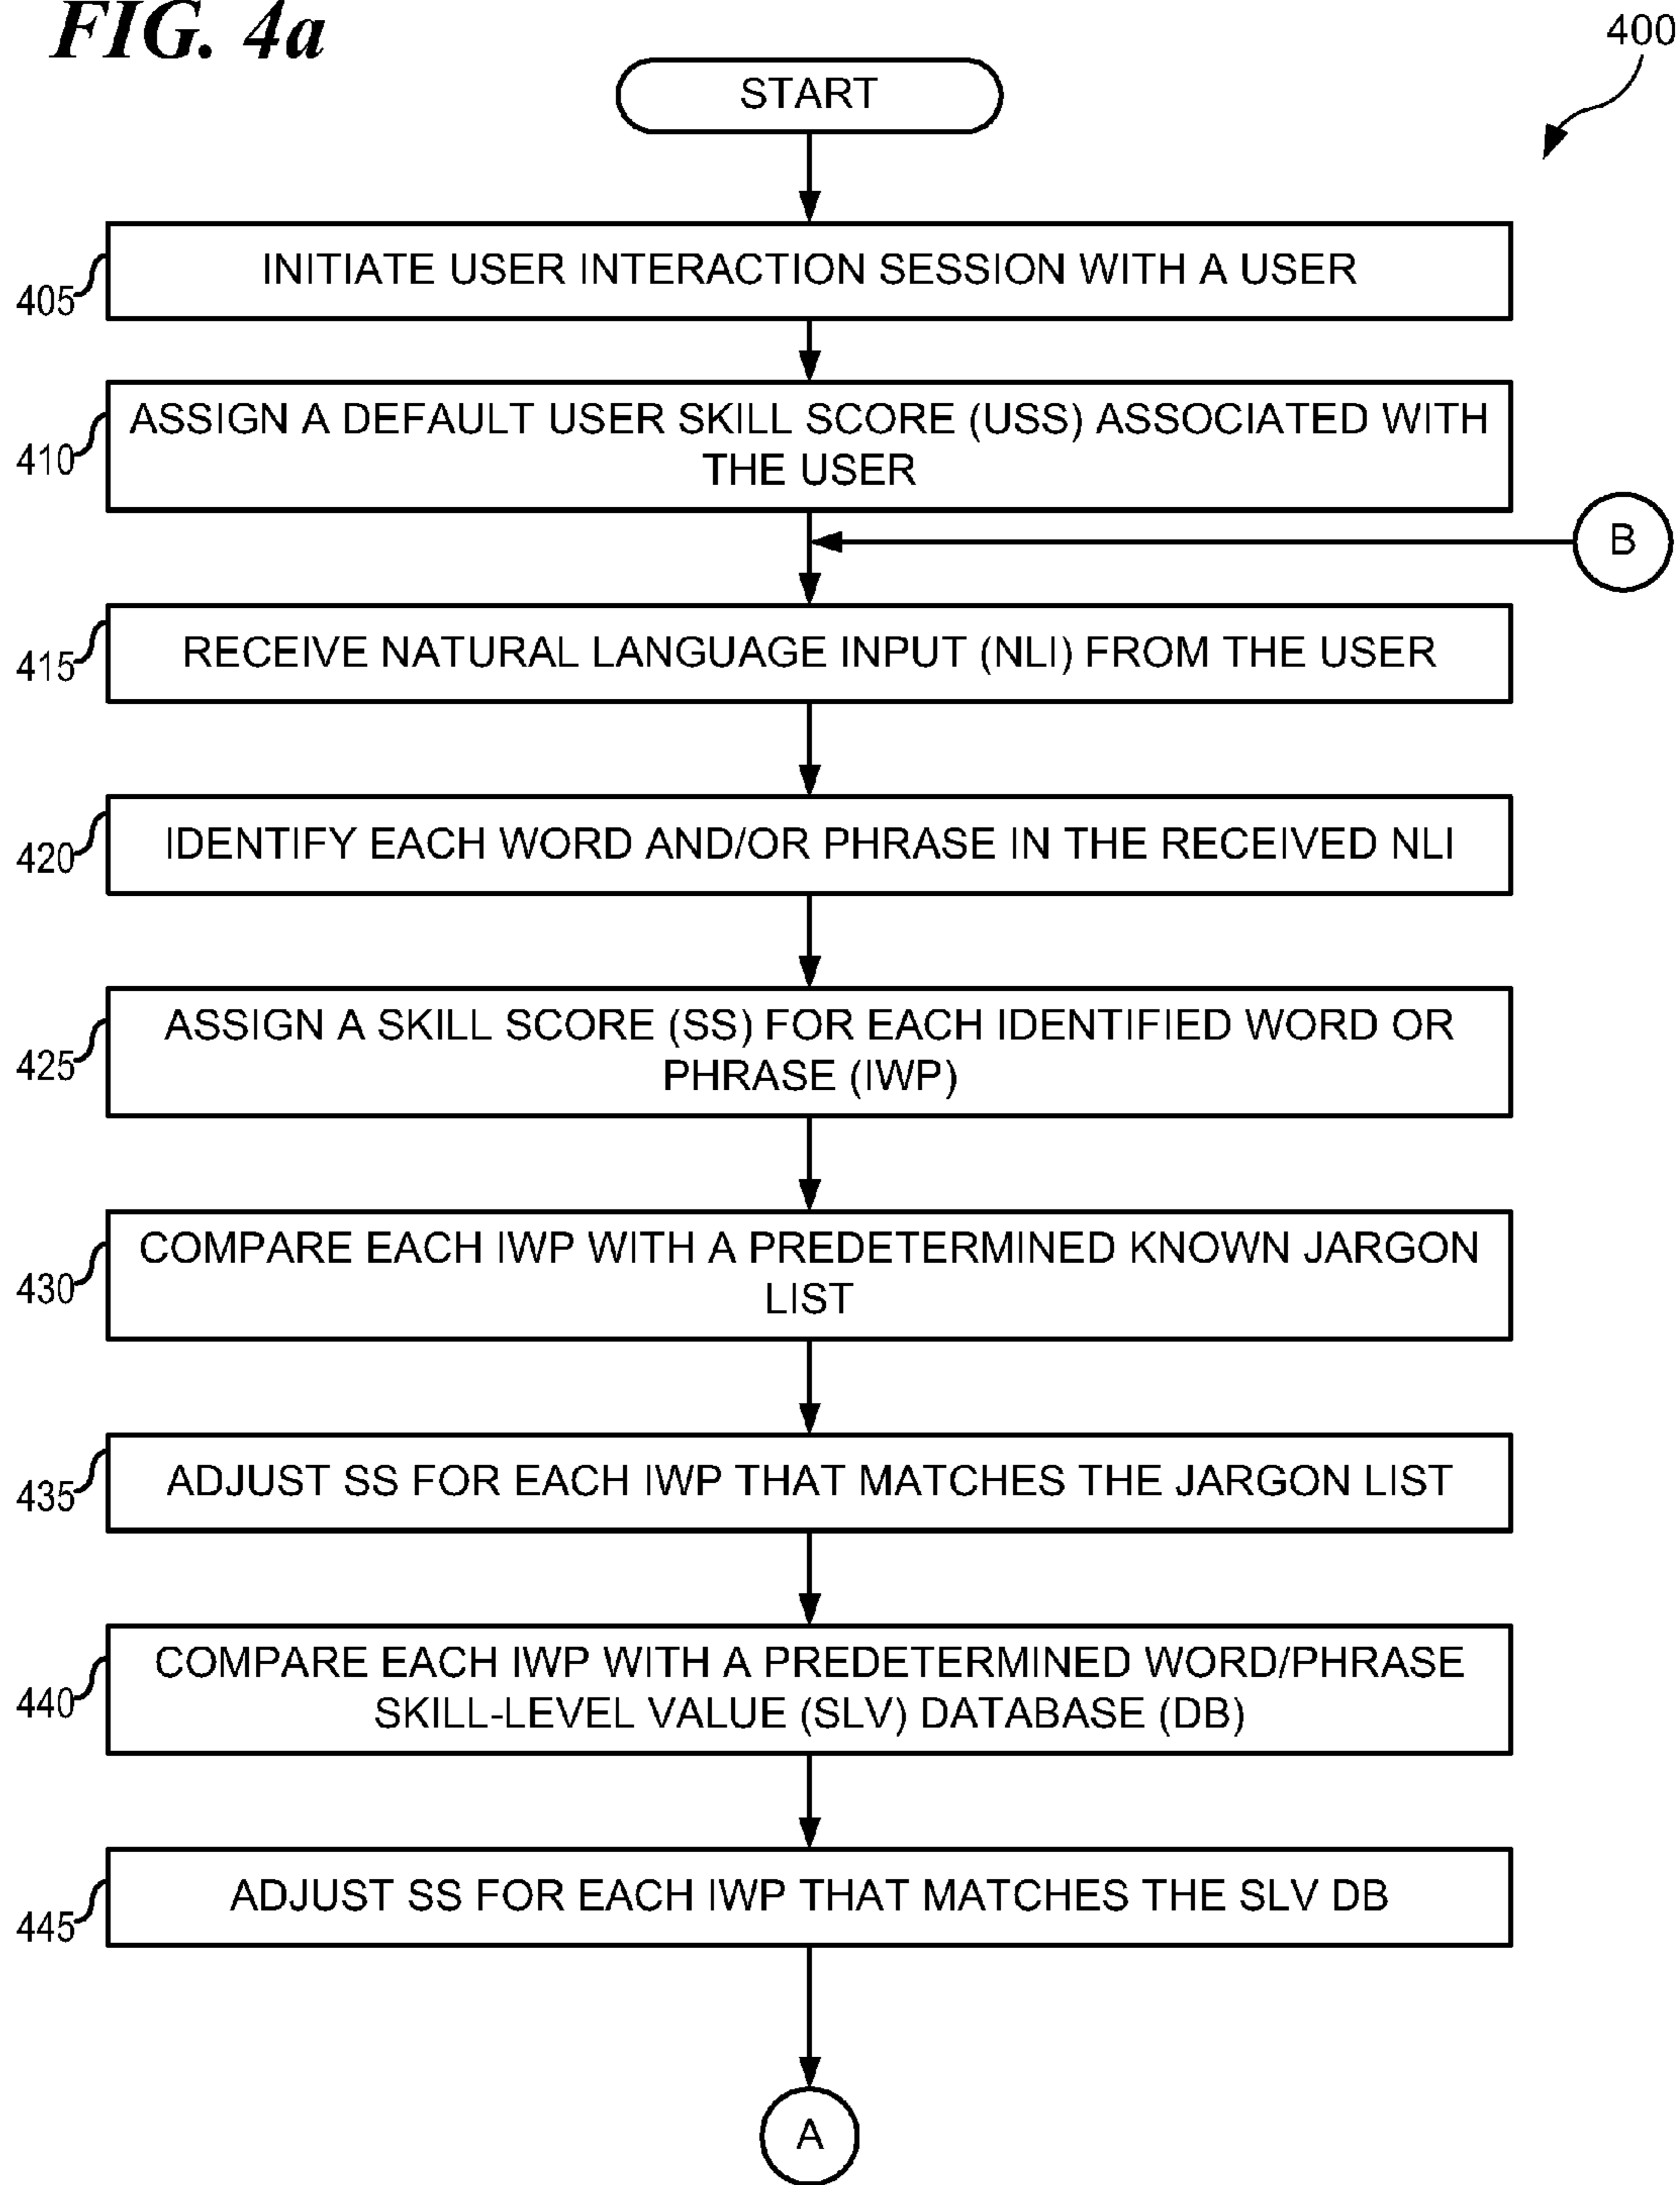 FIG. 4a
400
START
INITIATE USER INTERACTION SESSION WITH A USER
405
ASSIGN A DEFAULT USER SKILL SCORE (USS) ASSOCIATED WITH
THE USER
410
B
RECEIVE NATURAL LANGUAGE INPUT (NLI) FROM THE USER
415
IDENTIFY EACH WORD AND/OR PHRASE IN THE RECEIVED NLI
420
ASSIGN A SKILL SCORE (SS) FOR EACH IDENTIFIED WORD OR
PHRASE (IWP)
425
COMPARE EACH IWP WITH A PREDETERMINED KNOWN JARGON
LIST
430
ADJUST SS FOR EACH IWP THAT MATCHES THE JARGON LIST
435
COMPARE EACH IWP WITH A PREDETERMINED WORD/PHRASE
SKILL-LEVEL VALUE (SLV) DATABASE (DB)
440
ADJUST SS FOR EACH IWP THAT MATCHES THE SLV DB
445
A